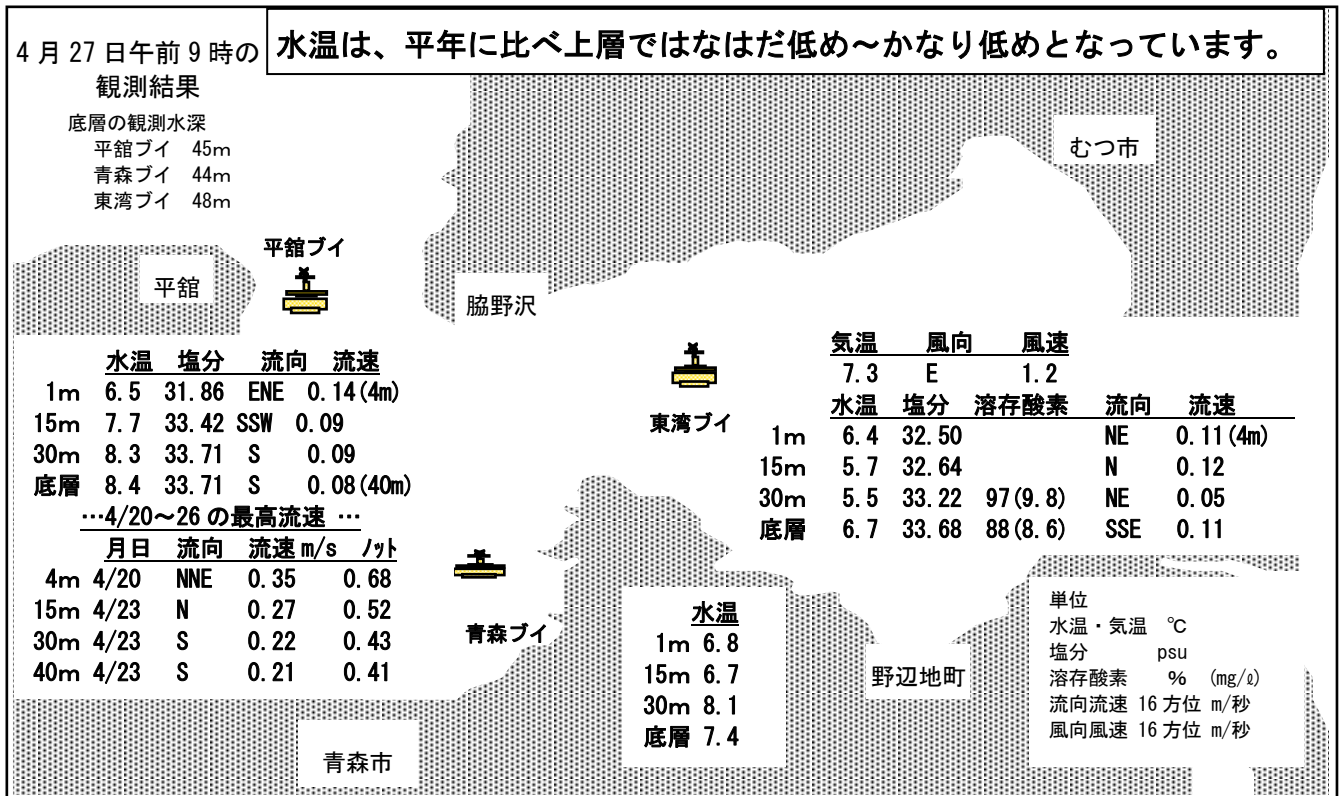 4月27日午前9時の
観測結果
水温は、平年に比べ上層ではなはだ低め～かなり低めとなっています。
底層の観測水深
平舘ブイ 45m
青森ブイ 44m
東湾ブイ 48m
むつ市
平舘ブイ
平舘
脇野沢
水温 塩分 流向 流速
1m 6.5 31.86 ENE 0.14(4m)
15m 7.7 33.42 SSW 0.09
30m 8.3 33.71 S 0.09
底層 8.4 33.71 S 0.08(40m)
…4/20～26の最高流速…
月日 流向 流速m/s ﾉｯﾄ
4m 4/20 NNE 0.35 0.68
15m 4/23 N 0.27 0.52
30m 4/23 S 0.22 0.43
40m 4/23 S 0.21 0.41
東湾ブイ
気温 風向 風速
7.3 E 1.2
水温 塩分 溶存酸素 流向 流速
1m 6.4 32.50 NE 0.11(4m)
15m 5.7 32.64 N 0.12
30m 5.5 33.22 97(9.8) NE 0.05
底層 6.7 33.68 88(8.6) SSE 0.11
青森ブイ
水温
1m 6.8
15m 6.7
30m 8.1
底層 7.4
野辺地町
青森市
単位
水温・気温 ℃
塩分 psu
溶存酸素 % (mg/ℓ)
流向流速 16方位 m/秒
風向風速 16方位 m/秒